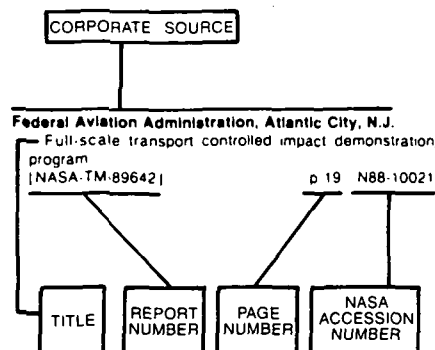 CORPORATE SOURCE
Federal Aviation Administration, Atlantic City, N.J.
Full-scale transport controlled impact demonstration
program
[NASA-TM-89642] p 19 N88-10021
TITLE REPORT NUMBER PAGE NUMBER NASA ACCESSION NUMBER